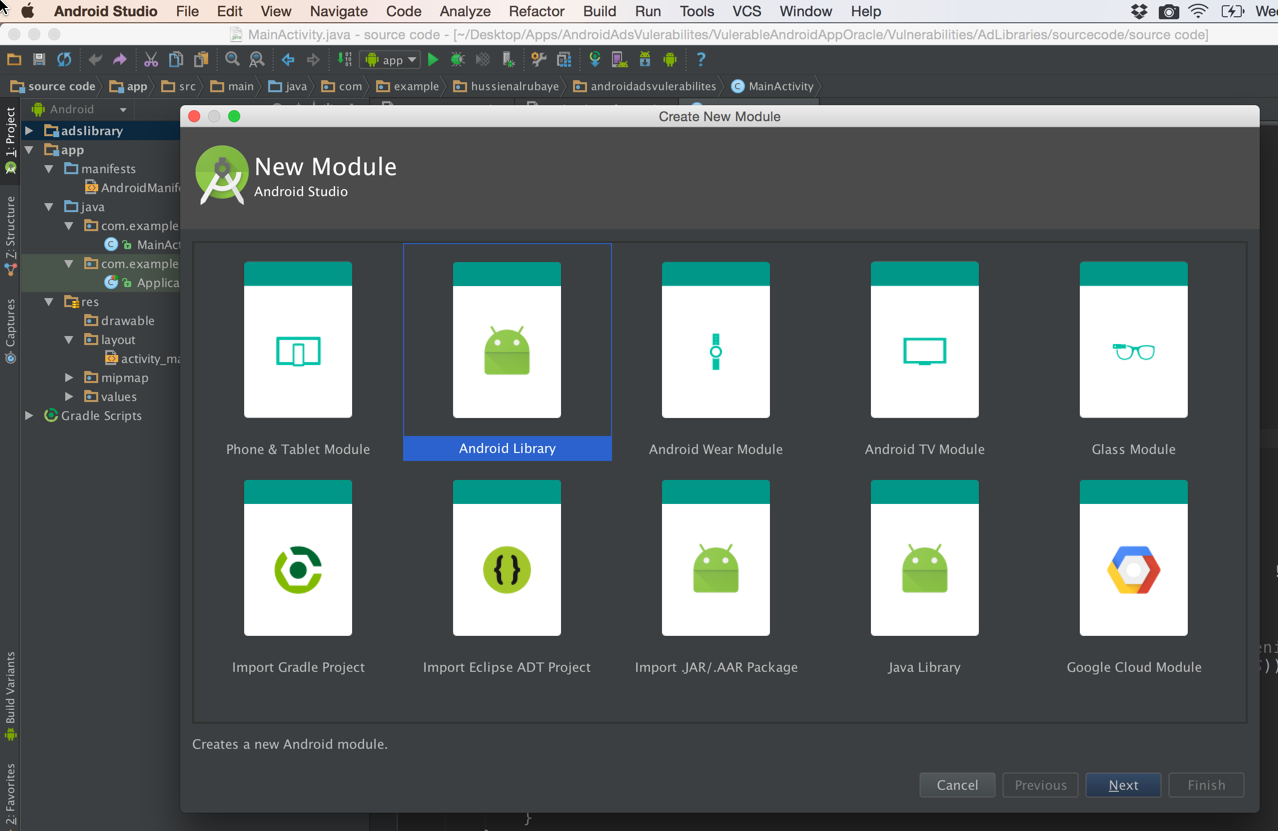 Android Studio File Edit View Navigate Code Analyze Refactor Build Run Tools VCS Window Help We
MainActivity.java - source code - [~/Desktop/Apps/AndroidAdsVulerabilites/VulerableAndroidAppOracle/Vulnerabilities/AdLibraries/sourcecode/source code]
app ?
source code app src main java com example hussienalrubaye androidadsvulerabilites MainActivity
1: Project
Z: Structure
Captures
Build Variants
2: Favorites
Android
adslibrary
app
manifests
AndroidManife
java
com.example
MainAct
com.example
Applica
res
drawable
layout
activity_ma
mipmap
values
Gradle Scripts
Create New Module
New Module
Android Studio
Phone & Tablet Module
Android Library
Android Wear Module
Android TV Module
Glass Module
Import Gradle Project
Import Eclipse ADT Project
Import .JAR/.AAR Package
Java Library
Google Cloud Module
Creates a new Android module.
Cancel Previous Next Finish
}